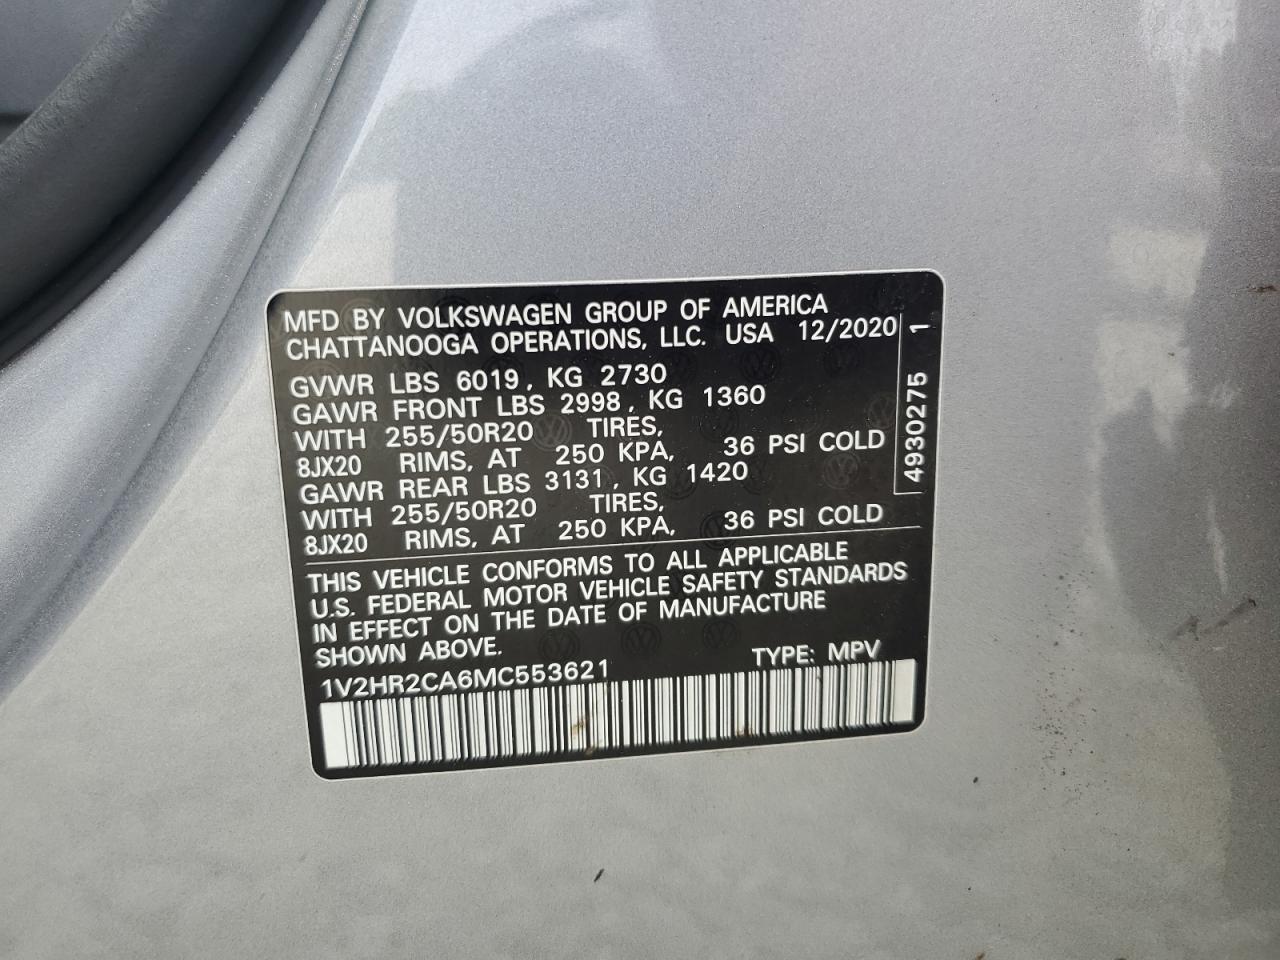 MFD BY VOLKSWAGEN GROUP OF AMERICA
CHATTANOOGA OPERATIONS, LLC. USA 12/2020
GVWR LBS 6019, KG 2730
GAWR FRONT LBS 2998, KG 1360
WITH 255/50R20 TIRES,
8JX20 RIMS, AT 250 KPA, 36 PSI COLD
GAWR REAR LBS 3131, KG 1420
WITH 255/50R20 TIRES,
8JX20 RIMS, AT 250 KPA, 36 PSI COLD
4930275 1
THIS VEHICLE CONFORMS TO ALL APPLICABLE
U.S. FEDERAL MOTOR VEHICLE SAFETY STANDARDS
IN EFFECT ON THE DATE OF MANUFACTURE
SHOWN ABOVE.
TYPE: MPV
1V2HR2CA6MC553621